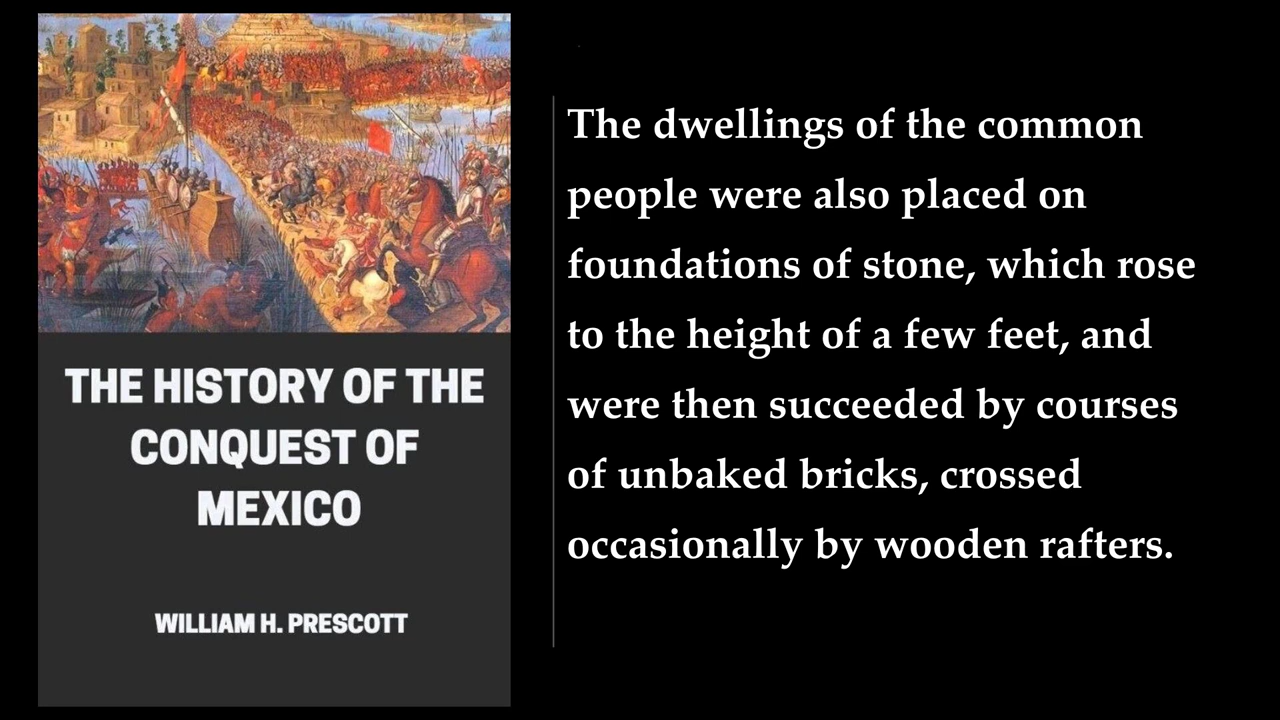 THE HISTORY OF THE
CONQUEST OF
MEXICO
WILLIAM H. PRESCOTT
The dwellings of the common
people were also placed on
foundations of stone, which rose
to the height of a few feet, and
were then succeeded by courses
of unbaked bricks, crossed
occasionally by wooden rafters.